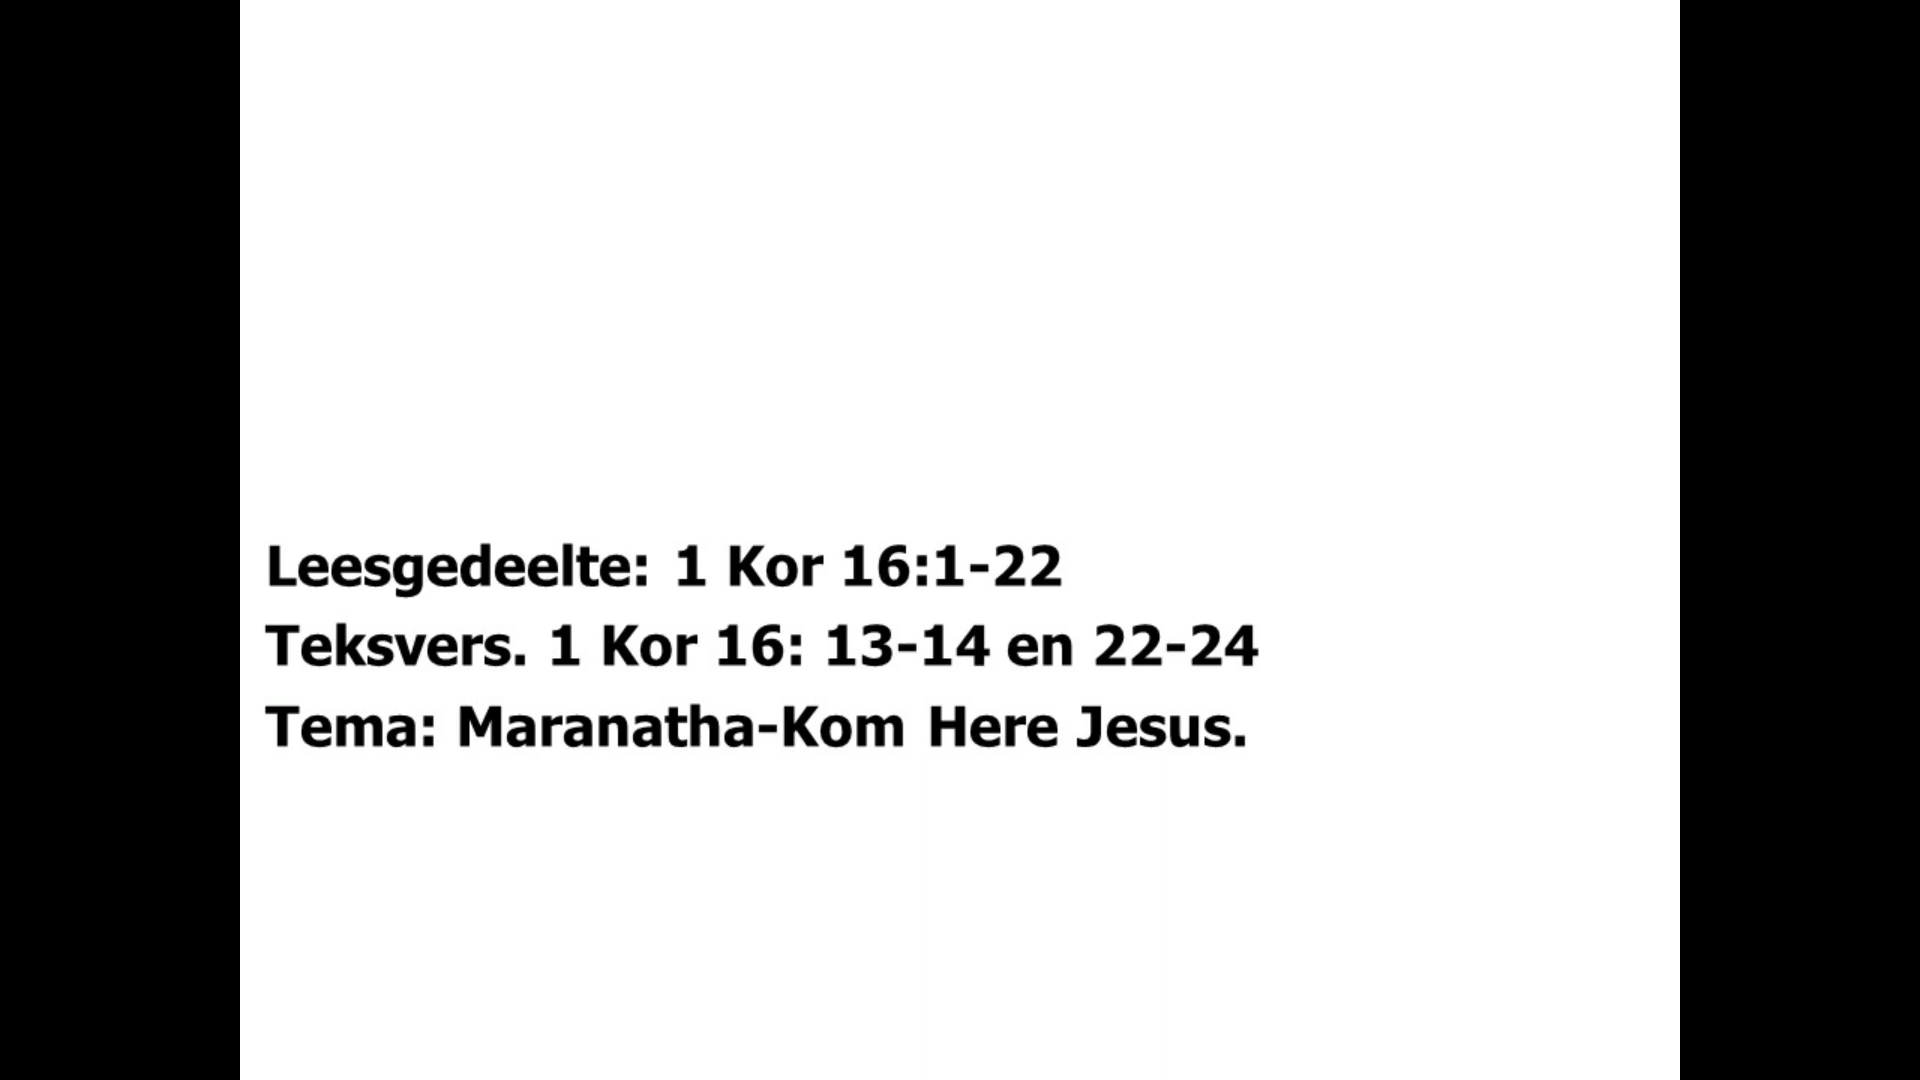 Leesgedeelte: 1 Kor 16:1-22
Teksvers. 1 Kor 16: 13-14 en 22-24
Tema: Maranatha-Kom Here Jesus.